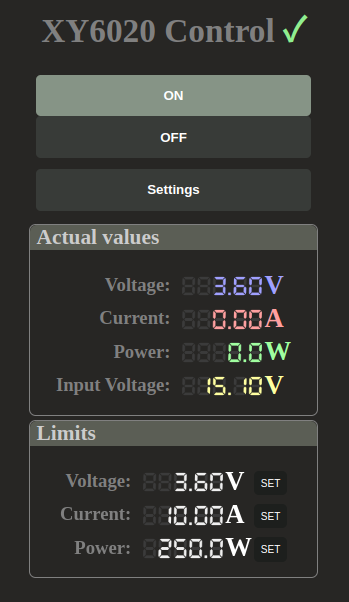 XY6020 Control ✓
ON
OFF
Settings
Actual values
Voltage: 3.60V
Current: 0.00A
Power: 0.0W
Input Voltage: 15.10V
Limits
Voltage: 3.60V SET
Current: 10.00A SET
Power: 250.0W SET